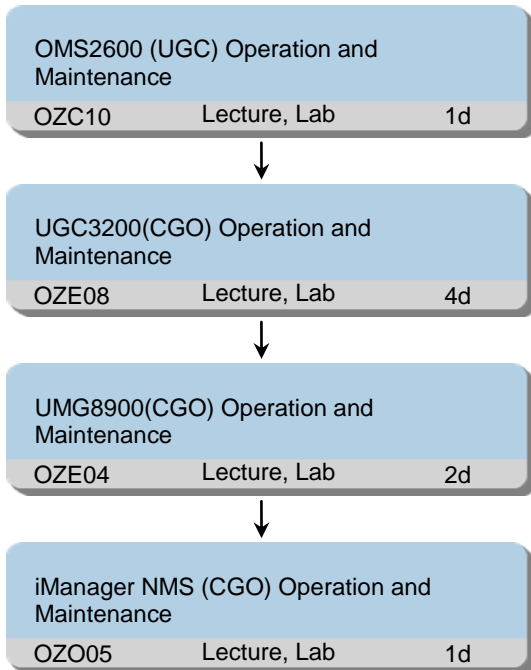 OMS2600 (UGC) Operation and
Maintenance
OZC10 Lecture, Lab 1d
UGC3200(CGO) Operation and
Maintenance
OZE08 Lecture, Lab 4d
UMG8900(CGO) Operation and
Maintenance
OZE04 Lecture, Lab 2d
iManager NMS (CGO) Operation and
Maintenance
OZO05 Lecture, Lab 1d